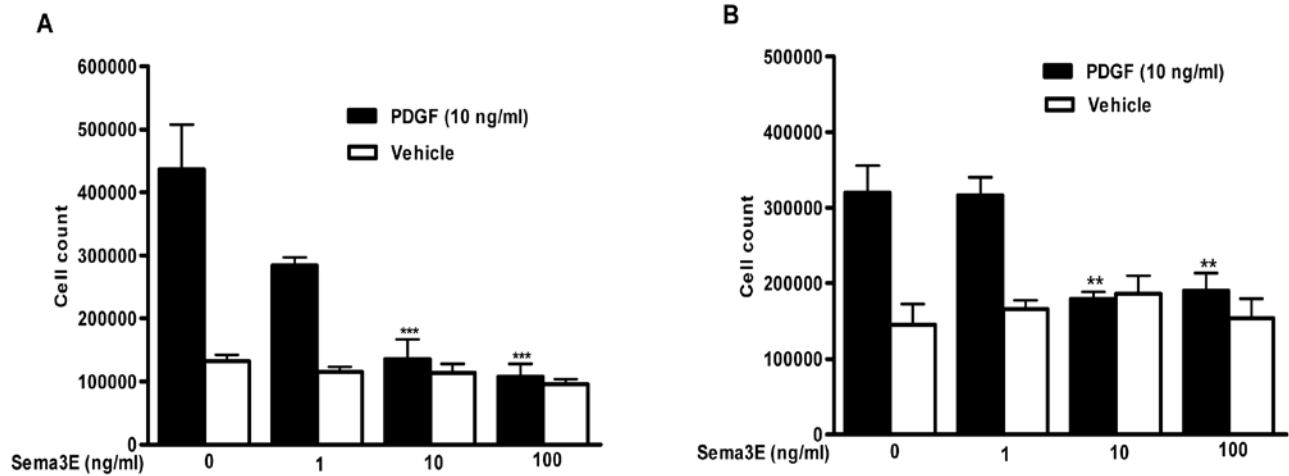 A
600000
500000
400000
300000
200000
100000
0
Cell count
PDGF (10 ng/ml)
Vehicle
***
***
Sema3E (ng/ml) 0 1 10 100
B
500000
400000
300000
200000
100000
0
Cell count
PDGF (10 ng/ml)
Vehicle
**
**
Sema3E (ng/ml) 0 1 10 100